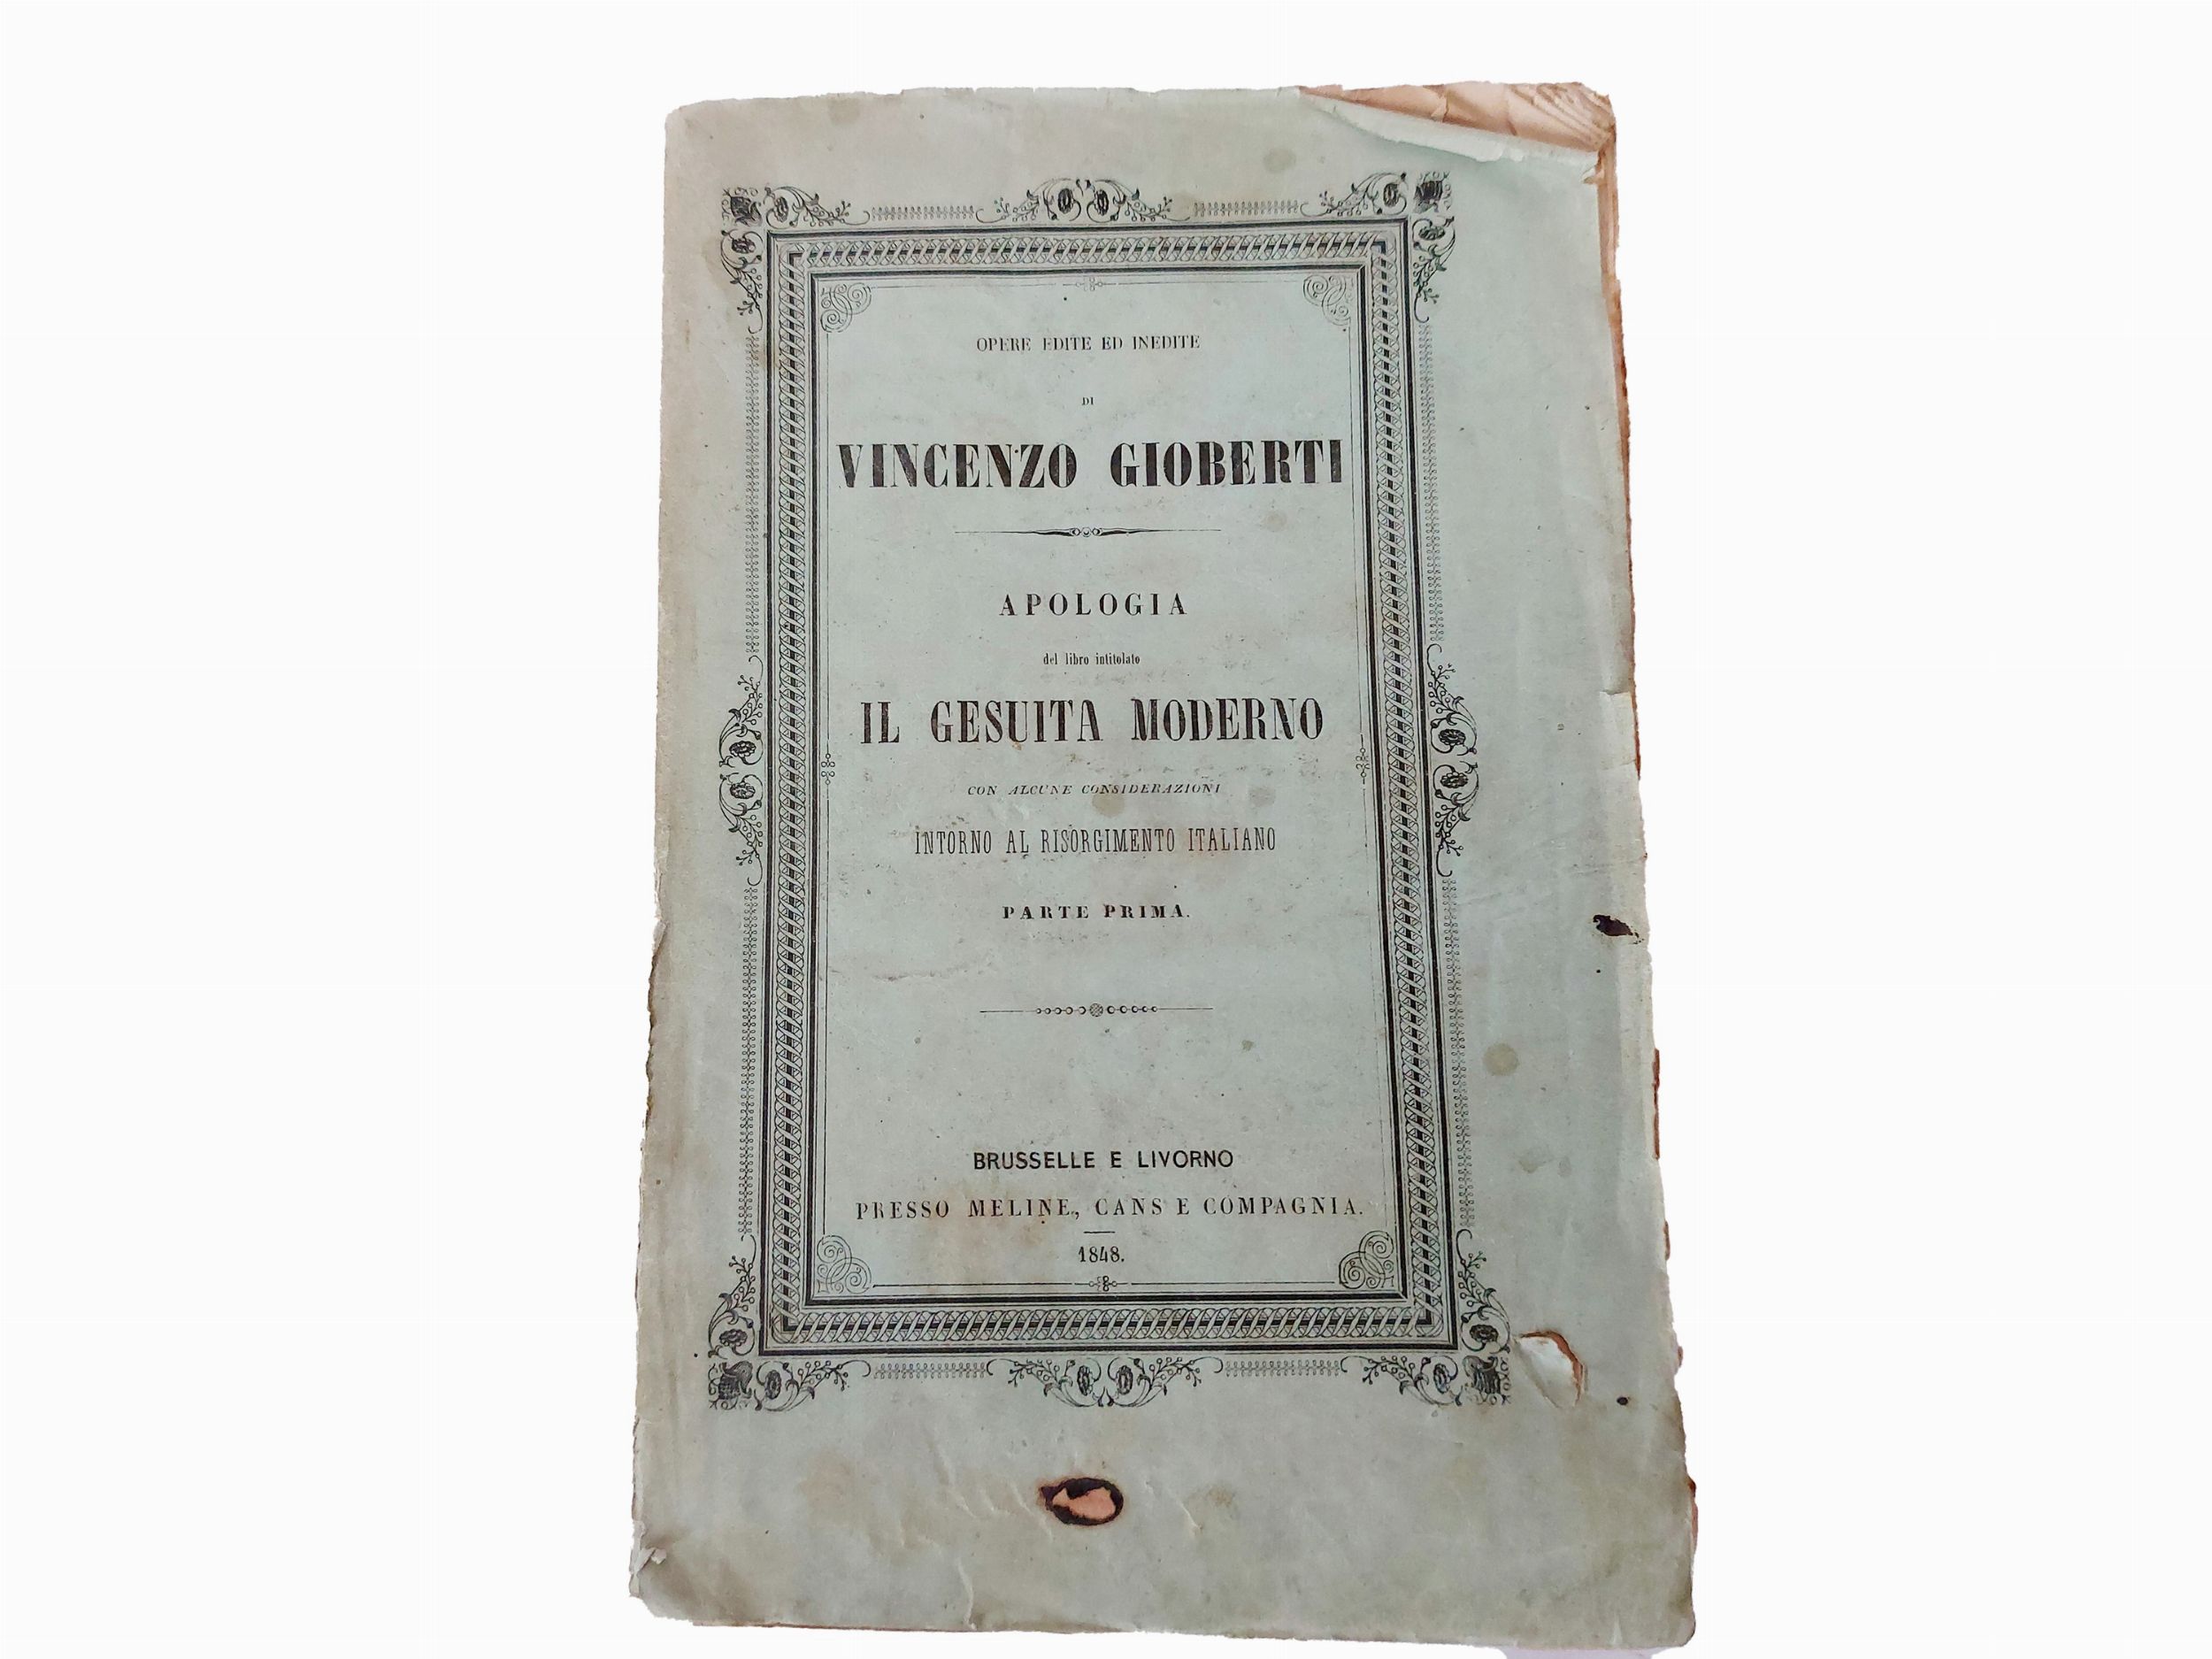 OPERE EDITE ED INEDITE
DI
VINCENZO GIOBERTI
APOLOGIA
del libro intitolato
IL GESUITA MODERNO
CON ALCUNE CONSIDERAZIONI
INTORNO AL RISORGIMENTO ITALIANO
PARTE PRIMA.
BRUSSELLE E LIVORNO
PRESSO MELINE, CANS E COMPAGNIA.
1848.